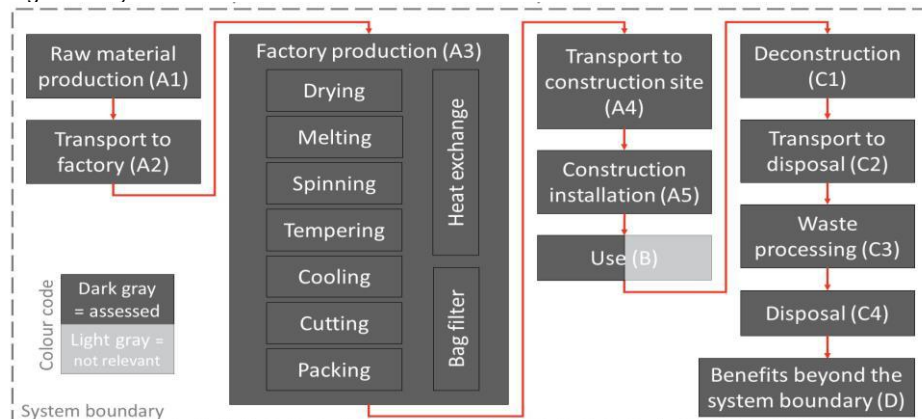 Raw material
production (A1)
Transport to
factory (A2)
Factory production (A3)
Drying
Melting
Spinning
Tempering
Cooling
Cutting
Packing
Heat exchange
Bag filter
Transport to
construction site
(A4)
Construction
installation (A5)
Use (B)
Deconstruction
(C1)
Transport to
disposal (C2)
Waste
processing (C3)
Disposal (C4)
Benefits beyond the
system boundary (D)
Colour code
Dark gray
= assessed
Light gray =
not relevant
System boundary